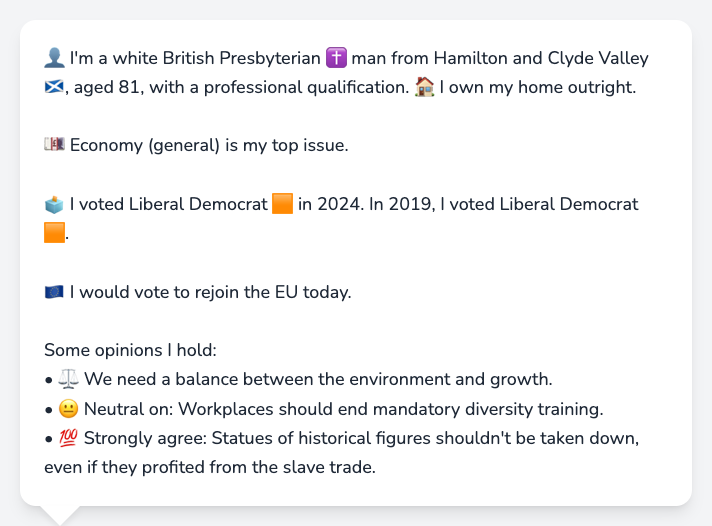 👤 I'm a white British Presbyterian ✝️ man from Hamilton and Clyde Valley
🏴󠁧󠁢󠁳󠁣󠁴󠁿, aged 81, with a professional qualification. 🏠 I own my home outright.
💷 Economy (general) is my top issue.
🗳️ I voted Liberal Democrat 🟧 in 2024. In 2019, I voted Liberal Democrat
🟧.
🇪🇺 I would vote to rejoin the EU today.
Some opinions I hold:
• ⚖️ We need a balance between the environment and growth.
• 😐 Neutral on: Workplaces should end mandatory diversity training.
• 💯 Strongly agree: Statues of historical figures shouldn't be taken down,
even if they profited from the slave trade.